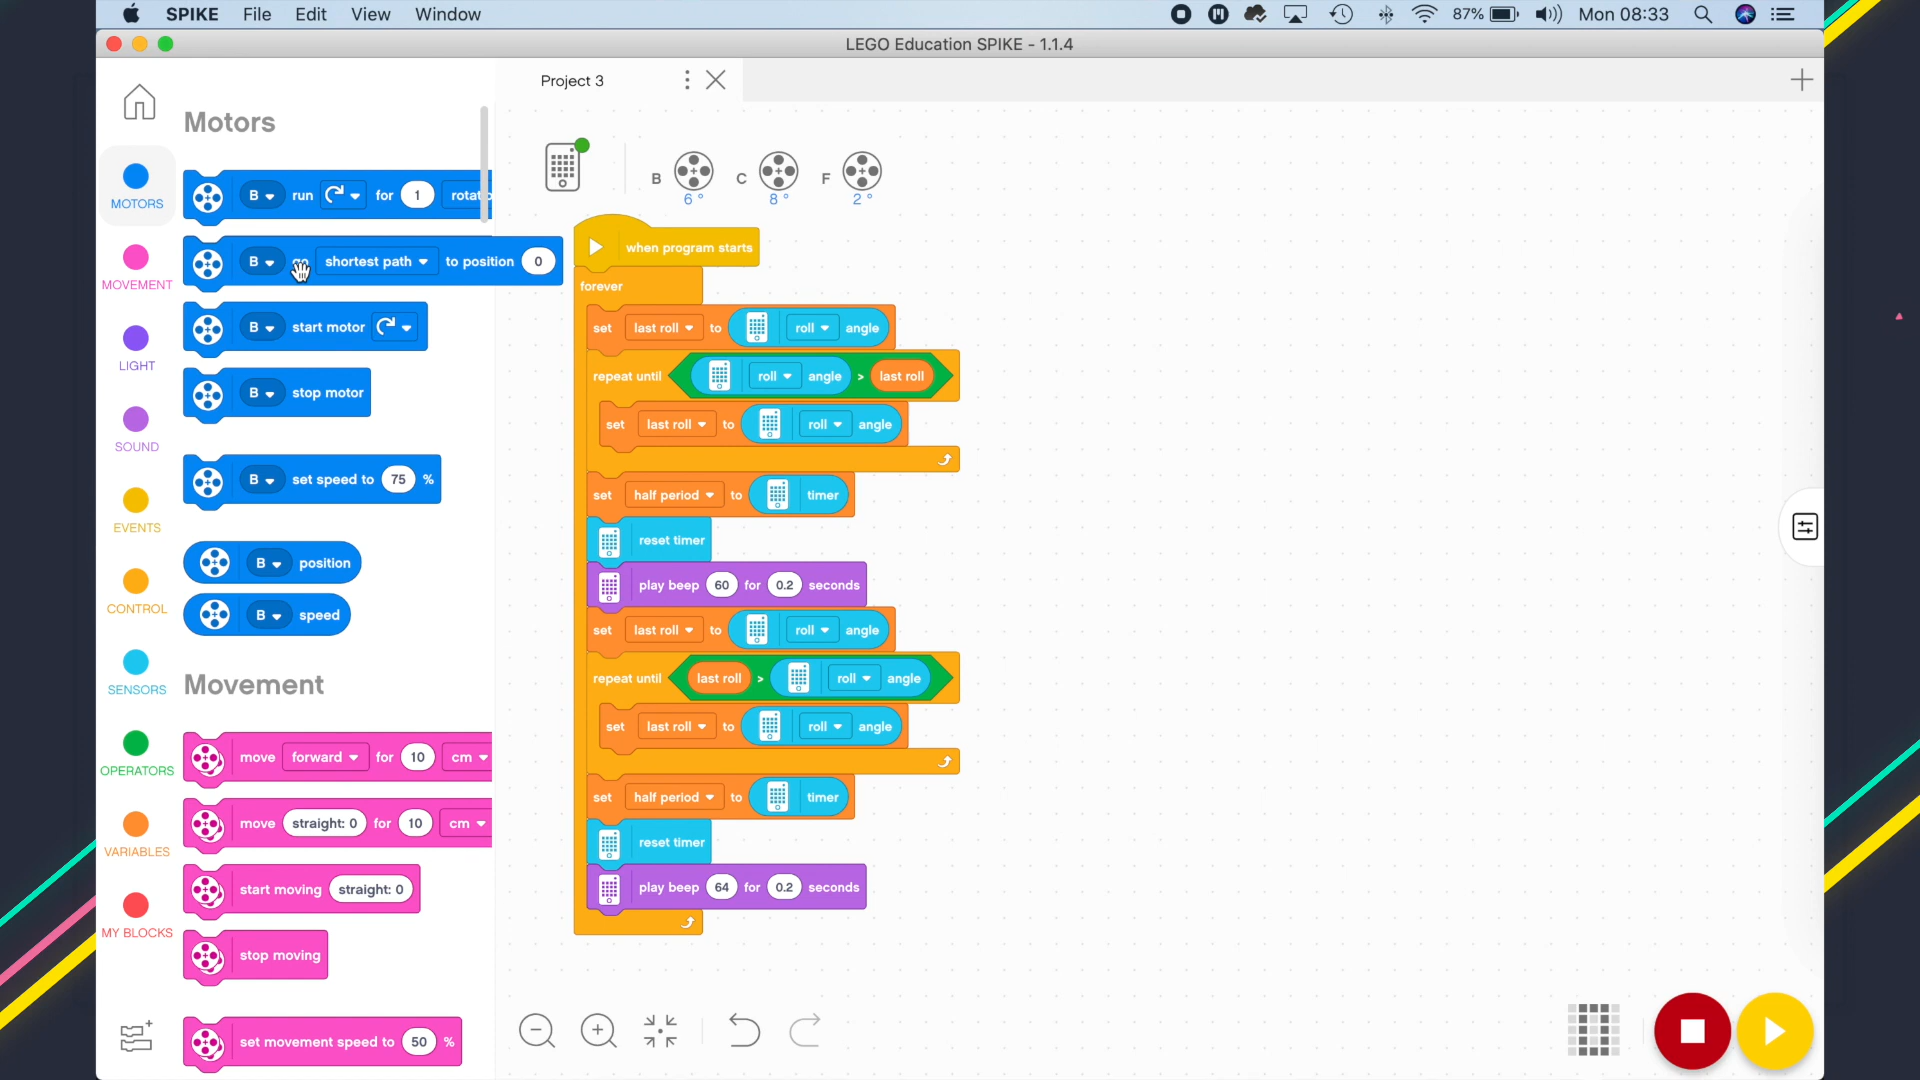 SPIKE File Edit View Window 87% Mon 08:33
LEGO Education SPIKE - 1.1.4
Project 3
Motors
MOTORS
MOVEMENT
LIGHT
SOUND
EVENTS
CONTROL
SENSORS
OPERATORS
VARIABLES
MY BLOCKS
B run for 1
B shortest path to position 0
B start motor
B stop motor
B set speed to 75 %
B position
B speed
Movement
move forward for 10 cm
move straight: 0 for 10 cm
start moving straight: 0
stop moving
set movement speed to 50 %
B 6° C 8° F 2°
when program starts
forever
set last roll to roll angle
repeat until roll angle > last roll
set last roll to roll angle
set half period to timer
reset timer
play beep 60 for 0.2 seconds
set last roll to roll angle
repeat until last roll > roll angle
set last roll to roll angle
set half period to timer
reset timer
play beep 64 for 0.2 seconds